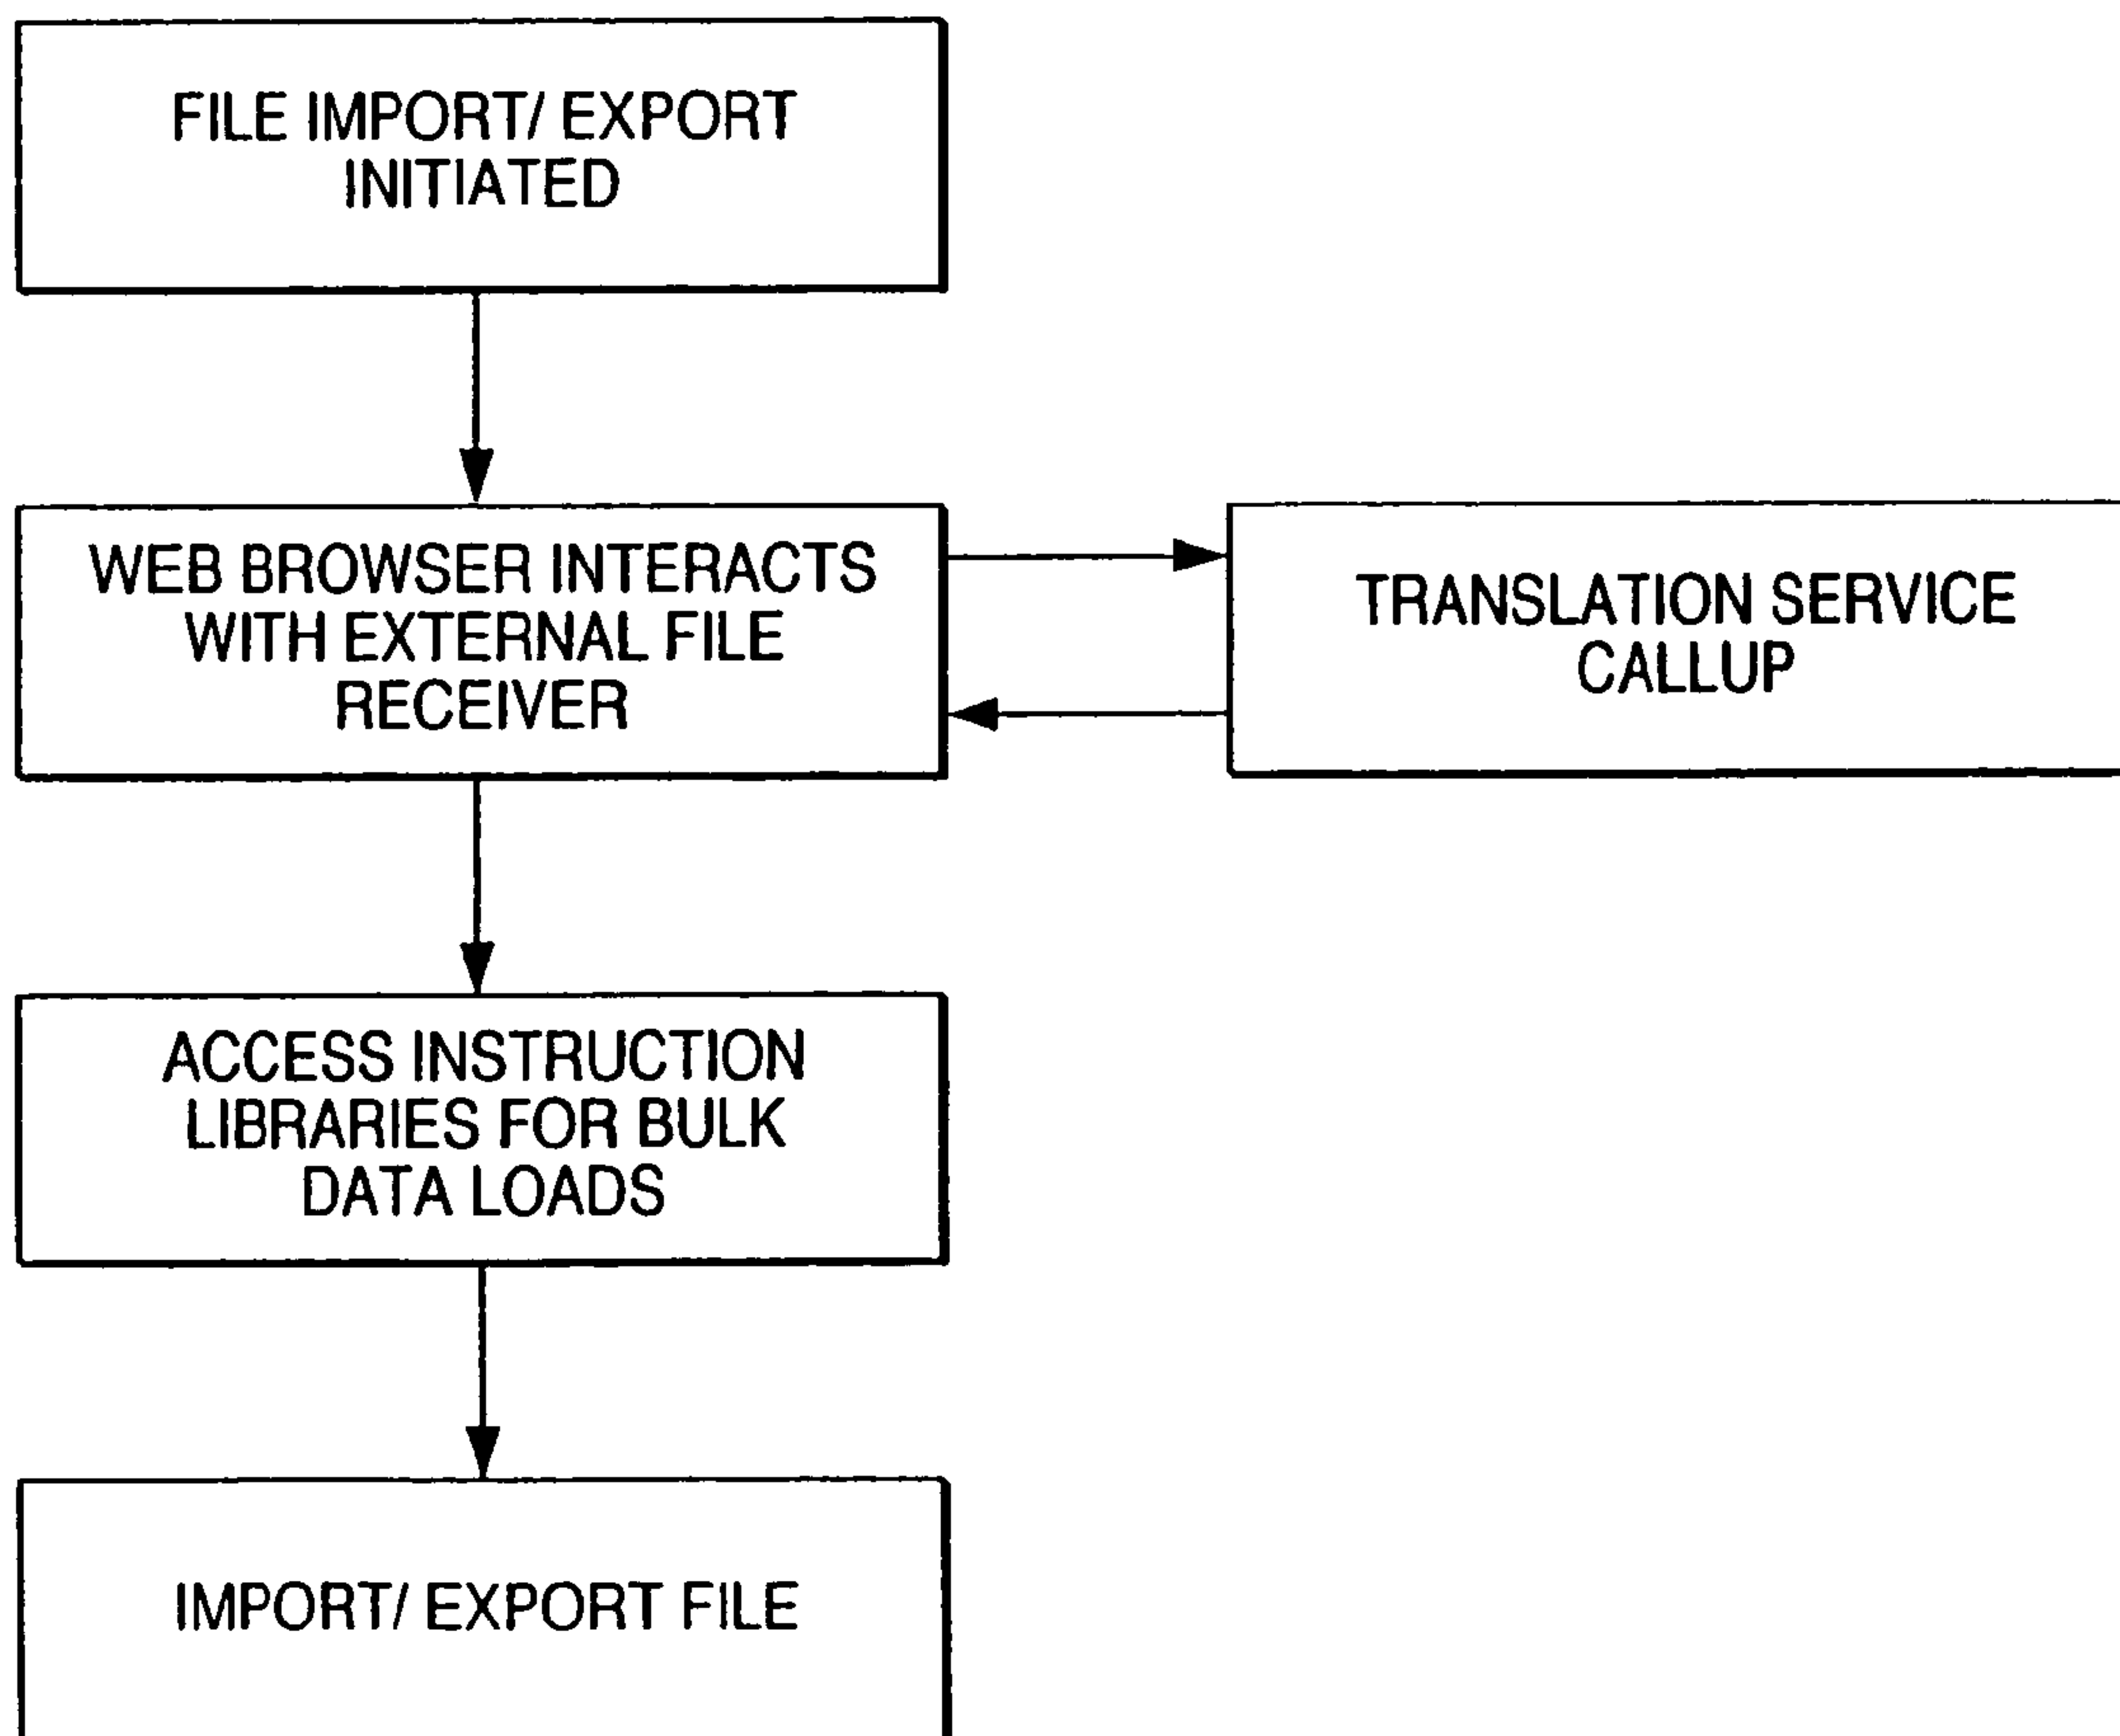 FILE IMPORT/ EXPORT
INITIATED
WEB BROWSER INTERACTS
WITH EXTERNAL FILE
RECEIVER
TRANSLATION SERVICE
CALLUP
ACCESS INSTRUCTION
LIBRARIES FOR BULK
DATA LOADS
IMPORT/ EXPORT FILE